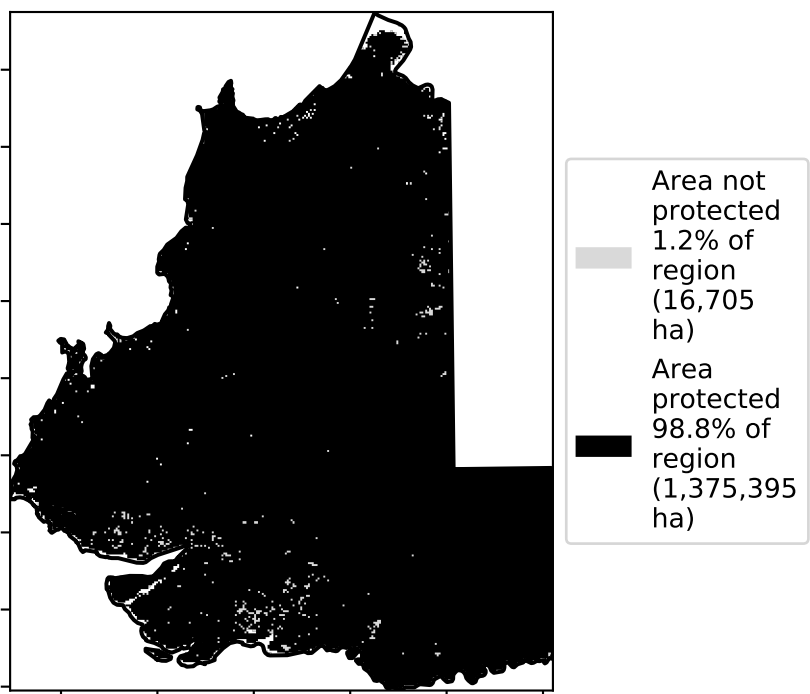 Area not
protected
1.2% of
region
(16,705
ha)
Area
protected
98.8% of
region
(1,375,395
ha)